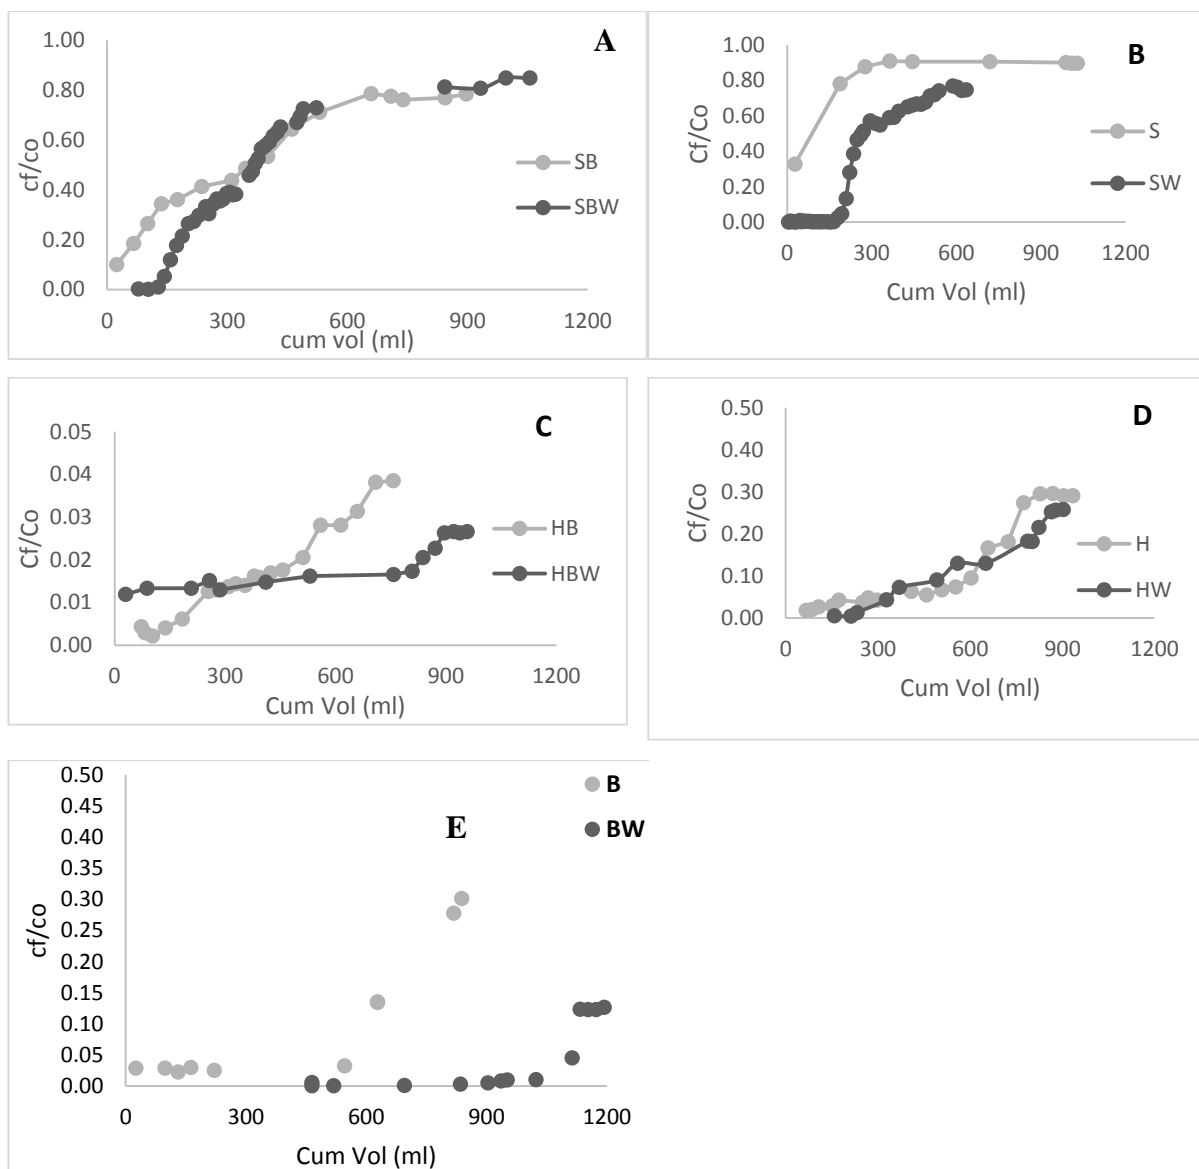 A
1.00
0.80
0.60
0.40
0.20
0.00
cf/co
0 300 600 900 1200
cum vol (ml)
SB
SBW
B
1.00
0.80
0.60
0.40
0.20
0.00
Cf/Co
0 300 600 900 1200
Cum Vol (ml)
S
SW
C
0.05
0.04
0.03
0.02
0.01
0.00
Cf/Co
0 300 600 900 1200
Cum Vol (ml)
HB
HBW
D
0.50
0.40
0.30
0.20
0.10
0.00
Cf/Co
0 300 600 900 1200
Cum Vol (ml)
H
HW
E
0.50
0.45
0.40
0.35
0.30
0.25
0.20
0.15
0.10
0.05
0.00
cf/co
0 300 600 900 1200
Cum Vol (ml)
B
BW